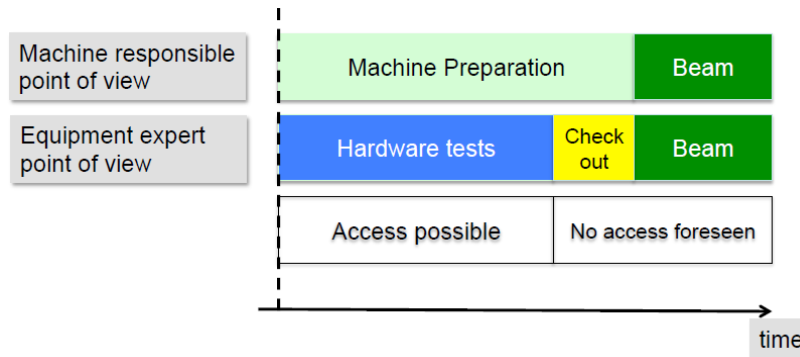 Machine responsible
point of view
Machine Preparation
Beam
Equipment expert
point of view
Hardware tests
Check
out
Beam
Access possible
No access foreseen
time